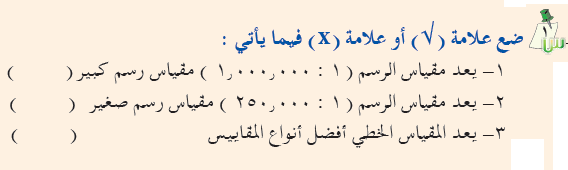 س١ ضع علامة (√) أو علامة (X) فيما يأتي :
١– يعد مقياس الرسم ( ١ : ١٫٠٠٠٫٠٠٠ ) مقياس رسم كبير ( )
٢– يعد مقياس الرسم ( ١ : ٢٥٠٫٠٠٠ ) مقياس رسم صغير ( )
٣– يعد المقياس الخطي أفضل أنواع المقاييس ( )